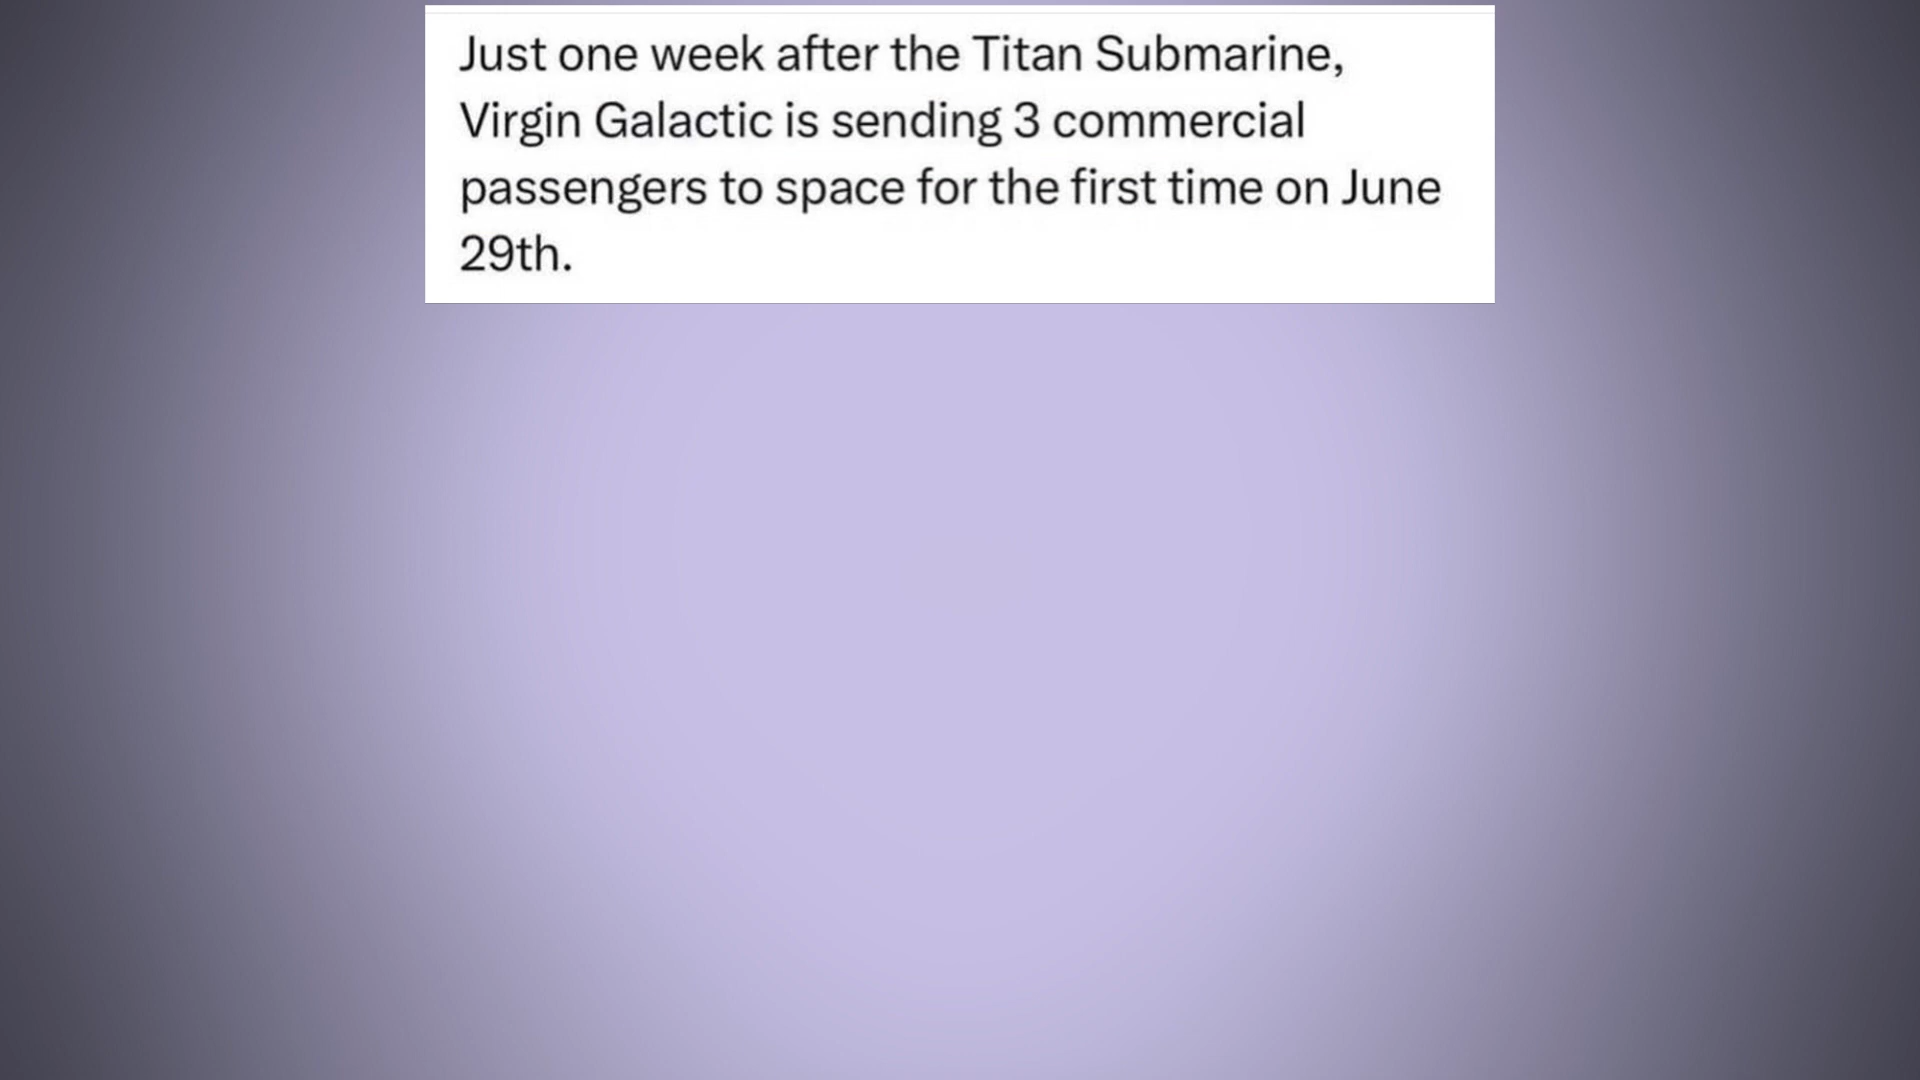 Just one week after the Titan Submarine,
Virgin Galactic is sending 3 commercial
passengers to space for the first time on June
29th.